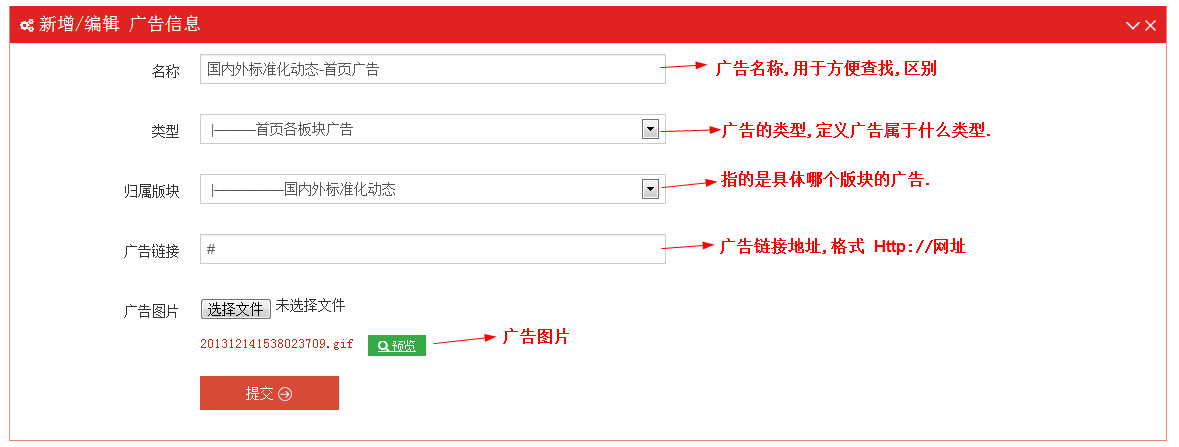 新增/编辑 广告信息
名称 国内外标准化动态-首页广告 广告名称,用于方便查找,区别
类型 |———首页各板块广告 广告的类型,定义广告属于什么类型.
归属版块 |—————国内外标准化动态 指的是具体哪个版块的广告.
广告链接 # 广告链接地址,格式 Http://网址
广告图片 选择文件 未选择文件
201312141538023709.gif 预览 广告图片
提交